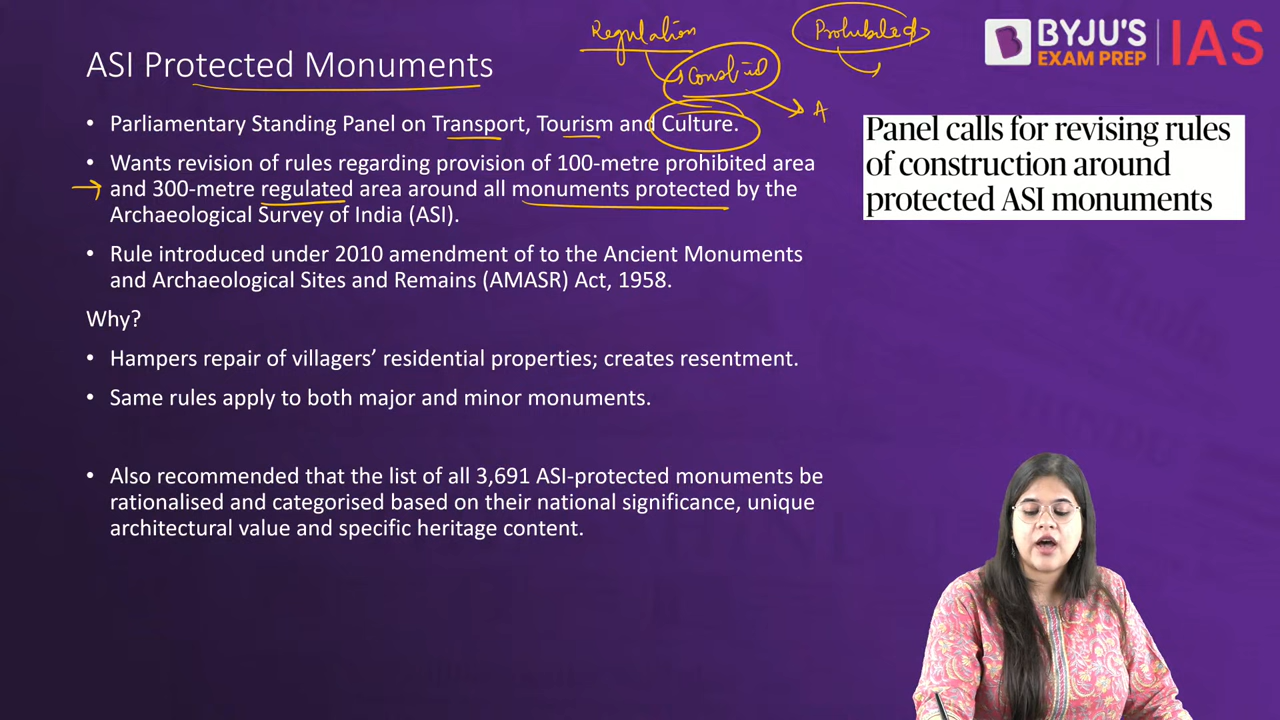 Regulation
Prohibited
BYJU'S
EXAM PREP
IAS
ASI Protected Monuments
A
• Parliamentary Standing Panel on Transport, Tourism and Culture.
• Wants revision of rules regarding provision of 100-metre prohibited area
and 300-metre regulated area around all monuments protected by the
Archaeological Survey of India (ASI).
• Rule introduced under 2010 amendment of to the Ancient Monuments
and Archaeological Sites and Remains (AMASR) Act, 1958.
Why?
• Hampers repair of villagers’ residential properties; creates resentment.
• Same rules apply to both major and minor monuments.
• Also recommended that the list of all 3,691 ASI-protected monuments be
rationalised and categorised based on their national significance, unique
architectural value and specific heritage content.
Panel calls for revising rules
of construction around
protected ASI monuments